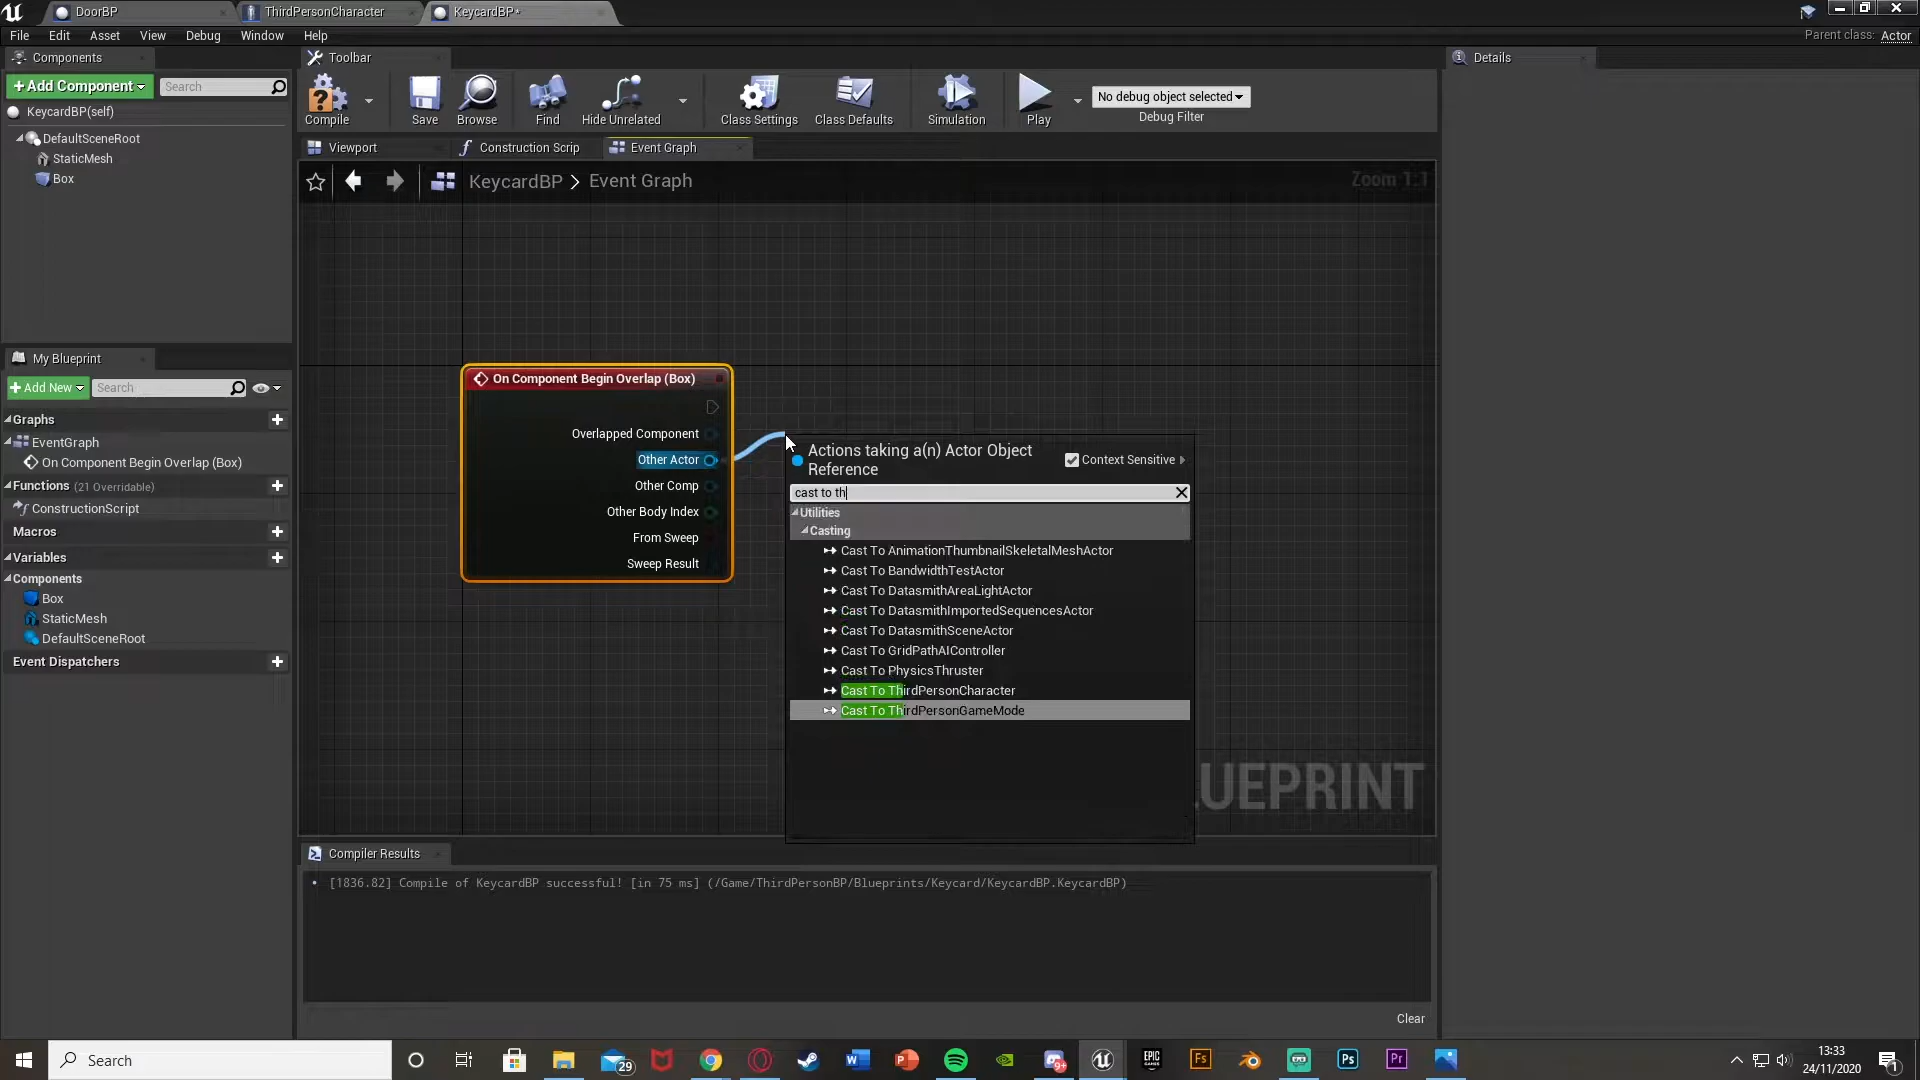 DoorBP
ThirdPersonCharacter
KeycardBP*
File Edit Asset View Debug Window Help
Parent class: Actor
Components
Toolbar
Details
+ Add Component
Search
KeycardBP(self)
DefaultSceneRoot
StaticMesh
Box
Compile
Save
Browse
Find
Hide Unrelated
Class Settings
Class Defaults
Simulation
Play
No debug object selected
Debug Filter
Viewport
Construction Scrip
Event Graph
KeycardBP > Event Graph
Zoom 1:1
My Blueprint
+ Add New
Search
Graphs
EventGraph
On Component Begin Overlap (Box)
Functions (21 Overridable)
ConstructionScript
Macros
Variables
Components
Box
StaticMesh
DefaultSceneRoot
Event Dispatchers
On Component Begin Overlap (Box)
Overlapped Component
Other Actor
Other Comp
Other Body Index
From Sweep
Sweep Result
Actions taking a(n) Actor Object
Reference
Context Sensitive
cast to th
Utilities
Casting
Cast To AnimationThumbnailSkeletalMeshActor
Cast To BandwidthTestActor
Cast To DatasmithAreaLightActor
Cast To DatasmithImportedSequencesActor
Cast To DatasmithSceneActor
Cast To GridPathAIController
Cast To PhysicsThruster
Cast To ThirdPersonCharacter
Cast To ThirdPersonGameMode
UEPRINT
Compiler Results
[1836.82] Compile of KeycardBP successful! [in 75 ms] (/Game/ThirdPersonBP/Blueprints/Keycard/KeycardBP.KeycardBP)
Clear
Search
29
W
P
EPIC
GAMES
Fs
Ps
Pr
13:33
24/11/2020
1